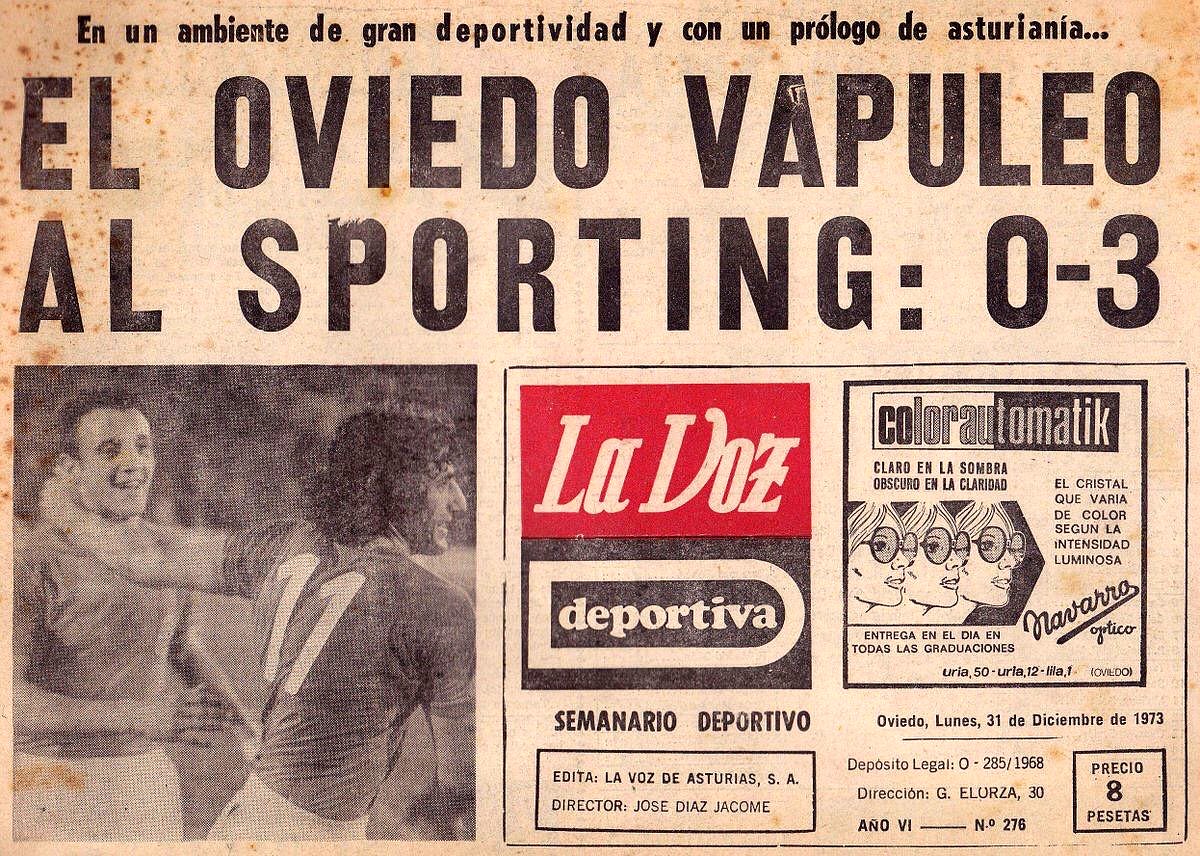 En un ambiente de gran deportividad y con un prólogo de asturianía...
EL OVIEDO VAPULEO
AL SPORTING: 0-3
11
La Voz
deportiva
SEMANARIO DEPORTIVO
EDITA: LA VOZ DE ASTURIAS, S. A.
DIRECTOR: JOSE DIAZ JACOME
colorautomatik
CLARO EN LA SOMBRA
OBSCURO EN LA CLARIDAD
EL CRISTAL
QUE VARIA
DE COLOR
SEGUN LA
INTENSIDAD
LUMINOSA
Navarro
optico
ENTREGA EN EL DIA EN
TODAS LAS GRADUACIONES
uria, 50 - uria, 12 - lila, 1 (OVIEDO)
Oviedo, Lunes, 31 de Diciembre de 1973
Depósito Legal: O - 285/1968
Dirección: G. ELORZA, 30
AÑO VI —— N.º 276
PRECIO
8
PESETAS